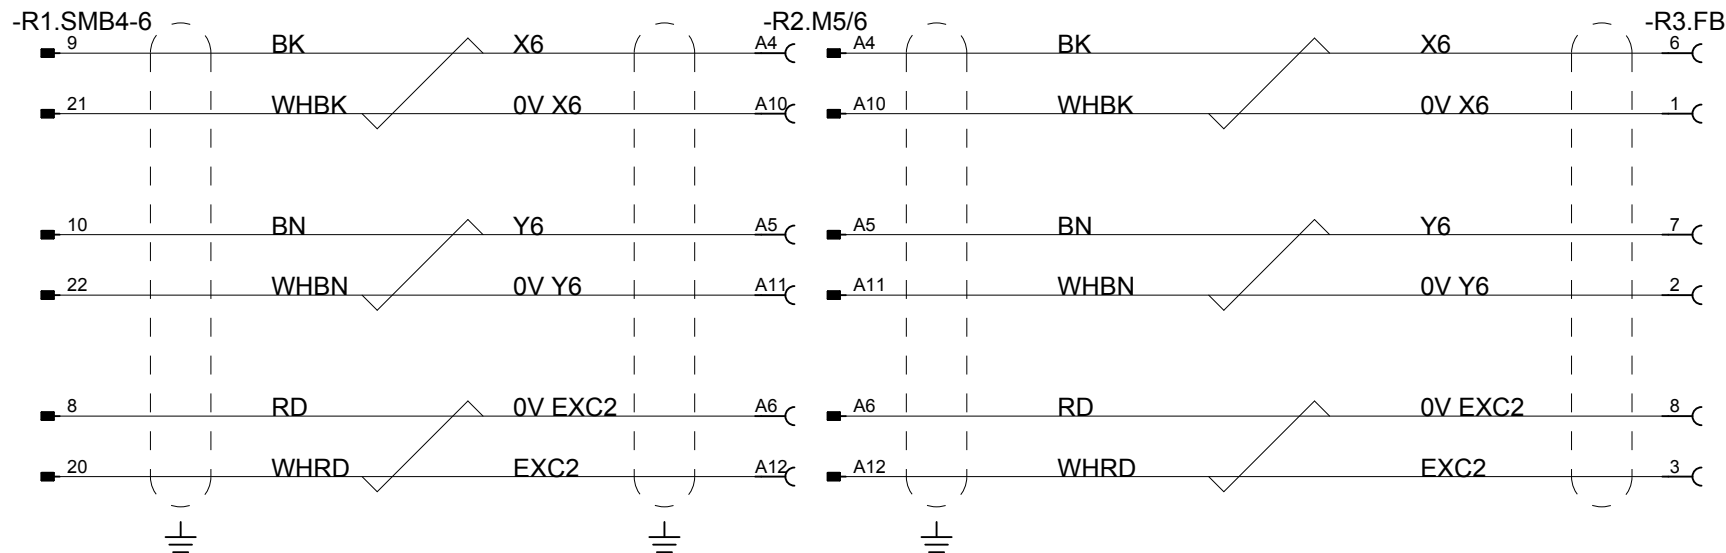 -R1.SMB4-6 -R2.M5/6 -R3.FB
9 BK X6 A4 A4 BK X6 6
21 WHBK 0V X6 A10 A10 WHBK 0V X6 1
10 BN Y6 A5 A5 BN Y6 7
22 WHBN 0V Y6 A11 A11 WHBN 0V Y6 2
8 RD 0V EXC2 A6 A6 RD 0V EXC2 8
20 WHRD EXC2 A12 A12 WHRD EXC2 3